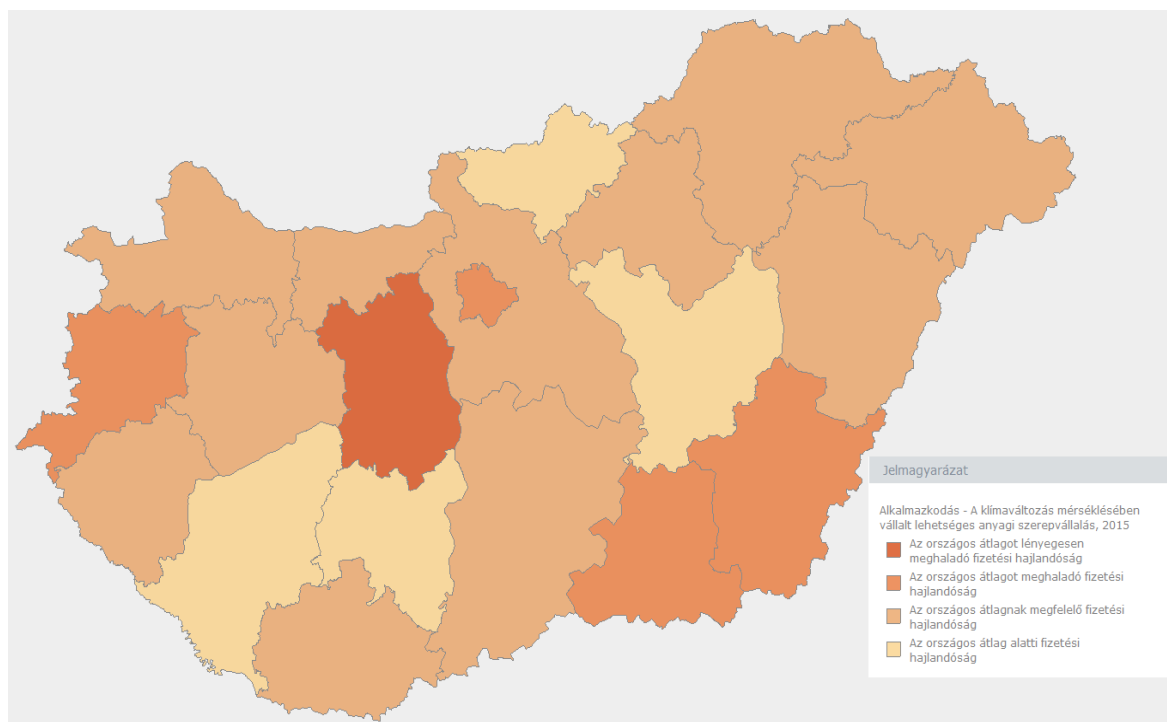 Jelmagyarázat
Alkalmazkodás - A klímaváltozás mérséklésében
vállalt lehetséges anyagi szerepvállalás, 2015
Az országos átlagot lényegesen
meghaladó fizetési hajlandóság
Az országos átlagot meghaladó fizetési
hajlandóság
Az országos átlagnak megfelelő fizetési
hajlandóság
Az országos átlag alatti fizetési
hajlandóság